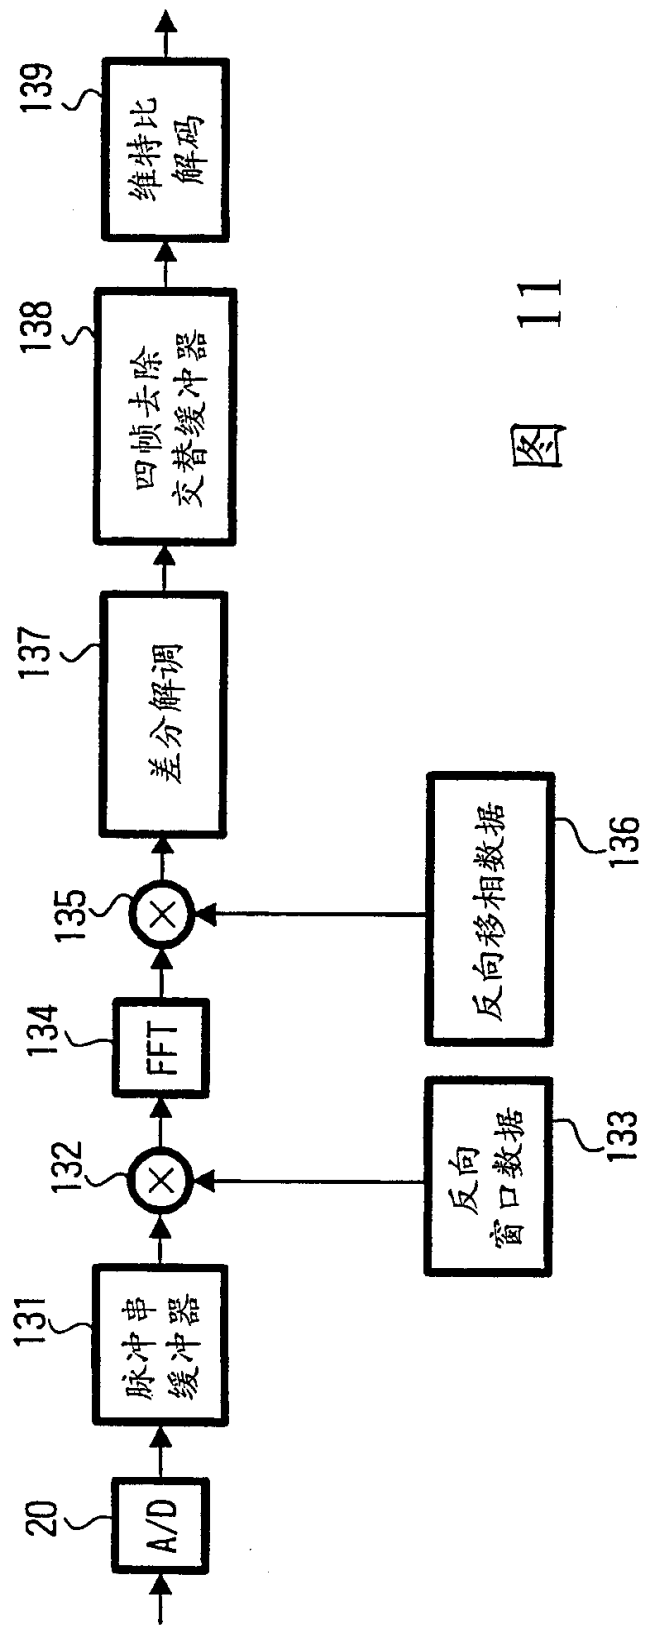 20
A/D
131
脉冲串
缓冲器
132
133
反向
窗口数据
134
FFT
135
136
反向移相数据
137
差分解调
138
四帧去除
交替缓冲器
139
维特比
解码
图 11